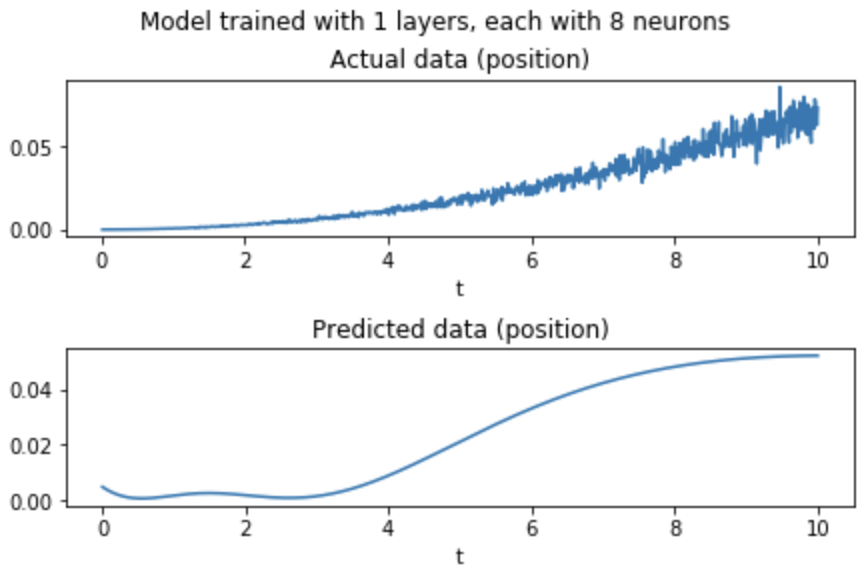 Model trained with 1 layers, each with 8 neurons
Actual data (position)
0.05
0.00
0 2 4 6 8 10
t
Predicted data (position)
0.04
0.02
0.00
0 2 4 6 8 10
t